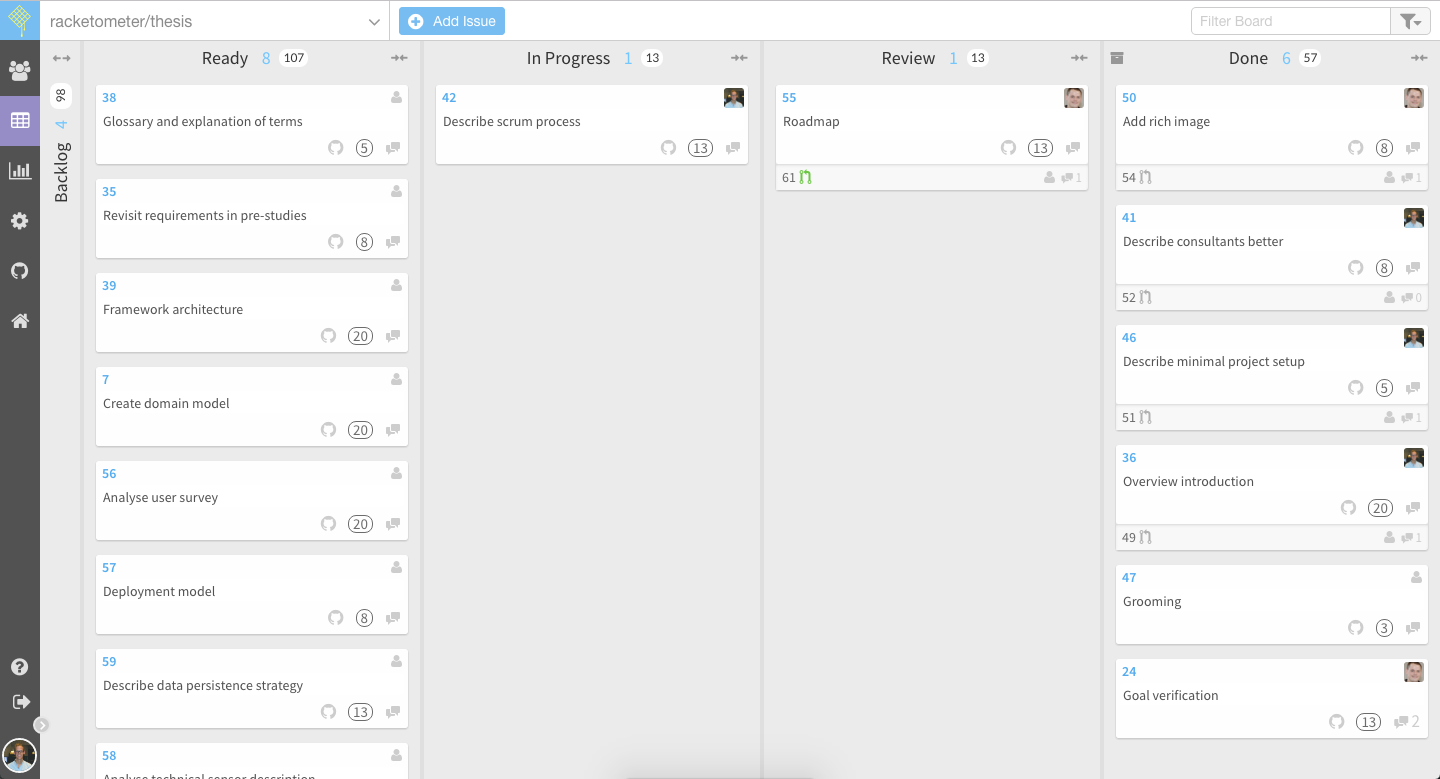 racketometer/thesis
Add Issue
Filter Board
Backlog 4 98
Ready 8 107
38
Glossary and explanation of terms
5
35
Revisit requirements in pre-studies
8
39
Framework architecture
20
7
Create domain model
20
56
Analyse user survey
20
57
Deployment model
8
59
Describe data persistence strategy
13
58
Analyse technical sensor description
In Progress 1 13
42
Describe scrum process
13
Review 1 13
55
Roadmap
13
61 1
Done 6 57
50
Add rich image
8
54 1
41
Describe consultants better
8
52 0
46
Describe minimal project setup
5
51 1
36
Overview introduction
20
49 1
47
Grooming
3
24
Goal verification
13 2